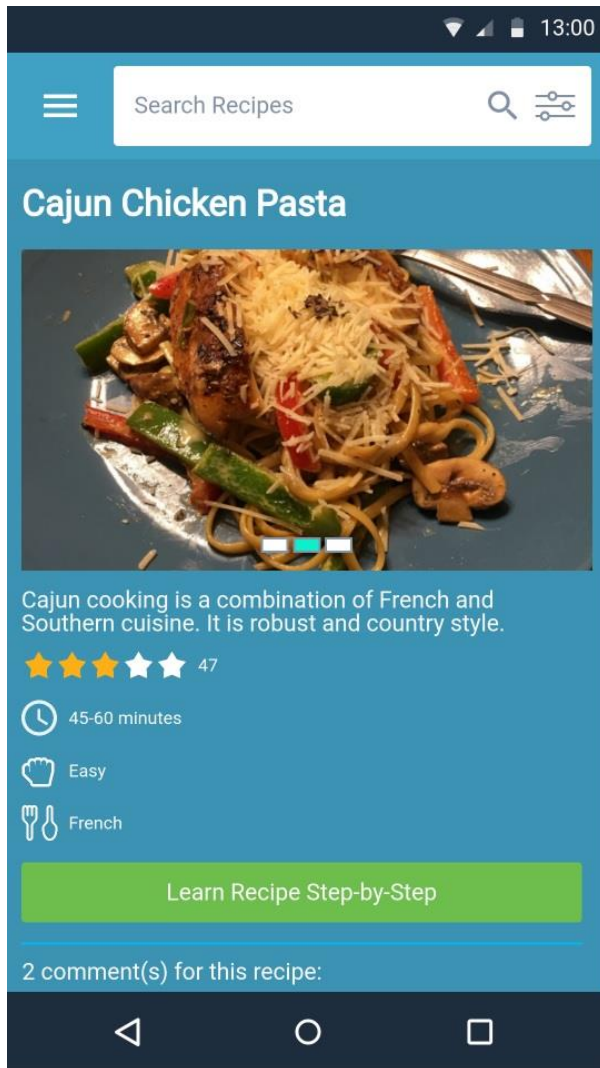 13:00
Search Recipes
Cajun Chicken Pasta
Cajun cooking is a combination of French and
Southern cuisine. It is robust and country style.
47
45-60 minutes
Easy
French
Learn Recipe Step-by-Step
2 comment(s) for this recipe: